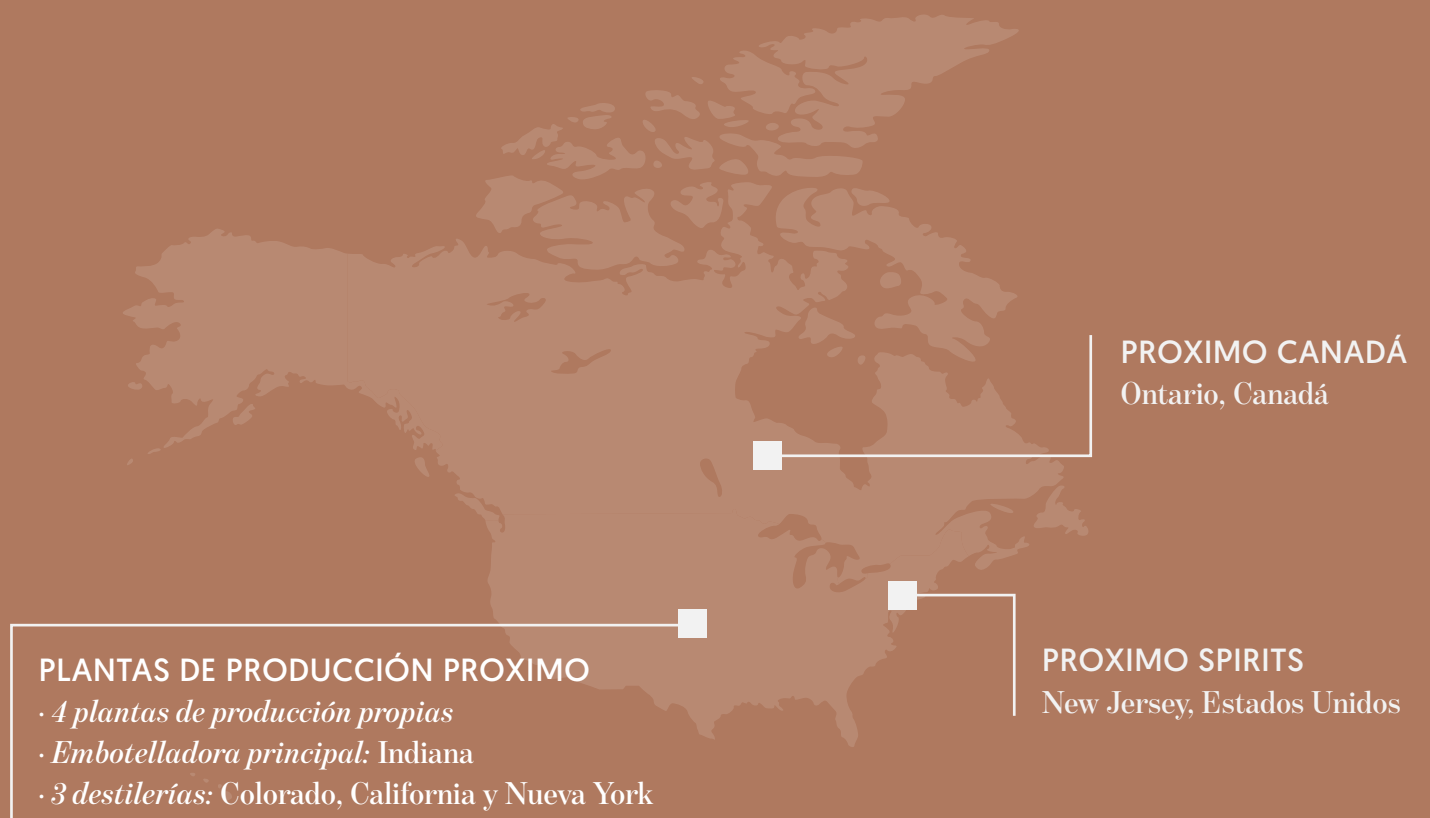 PROXIMO CANADÁ
Ontario, Canadá
PLANTAS DE PRODUCCIÓN PROXIMO
· 4 plantas de producción propias
· Embotelladora principal: Indiana
· 3 destilerías: Colorado, California y Nueva York
PROXIMO SPIRITS
New Jersey, Estados Unidos